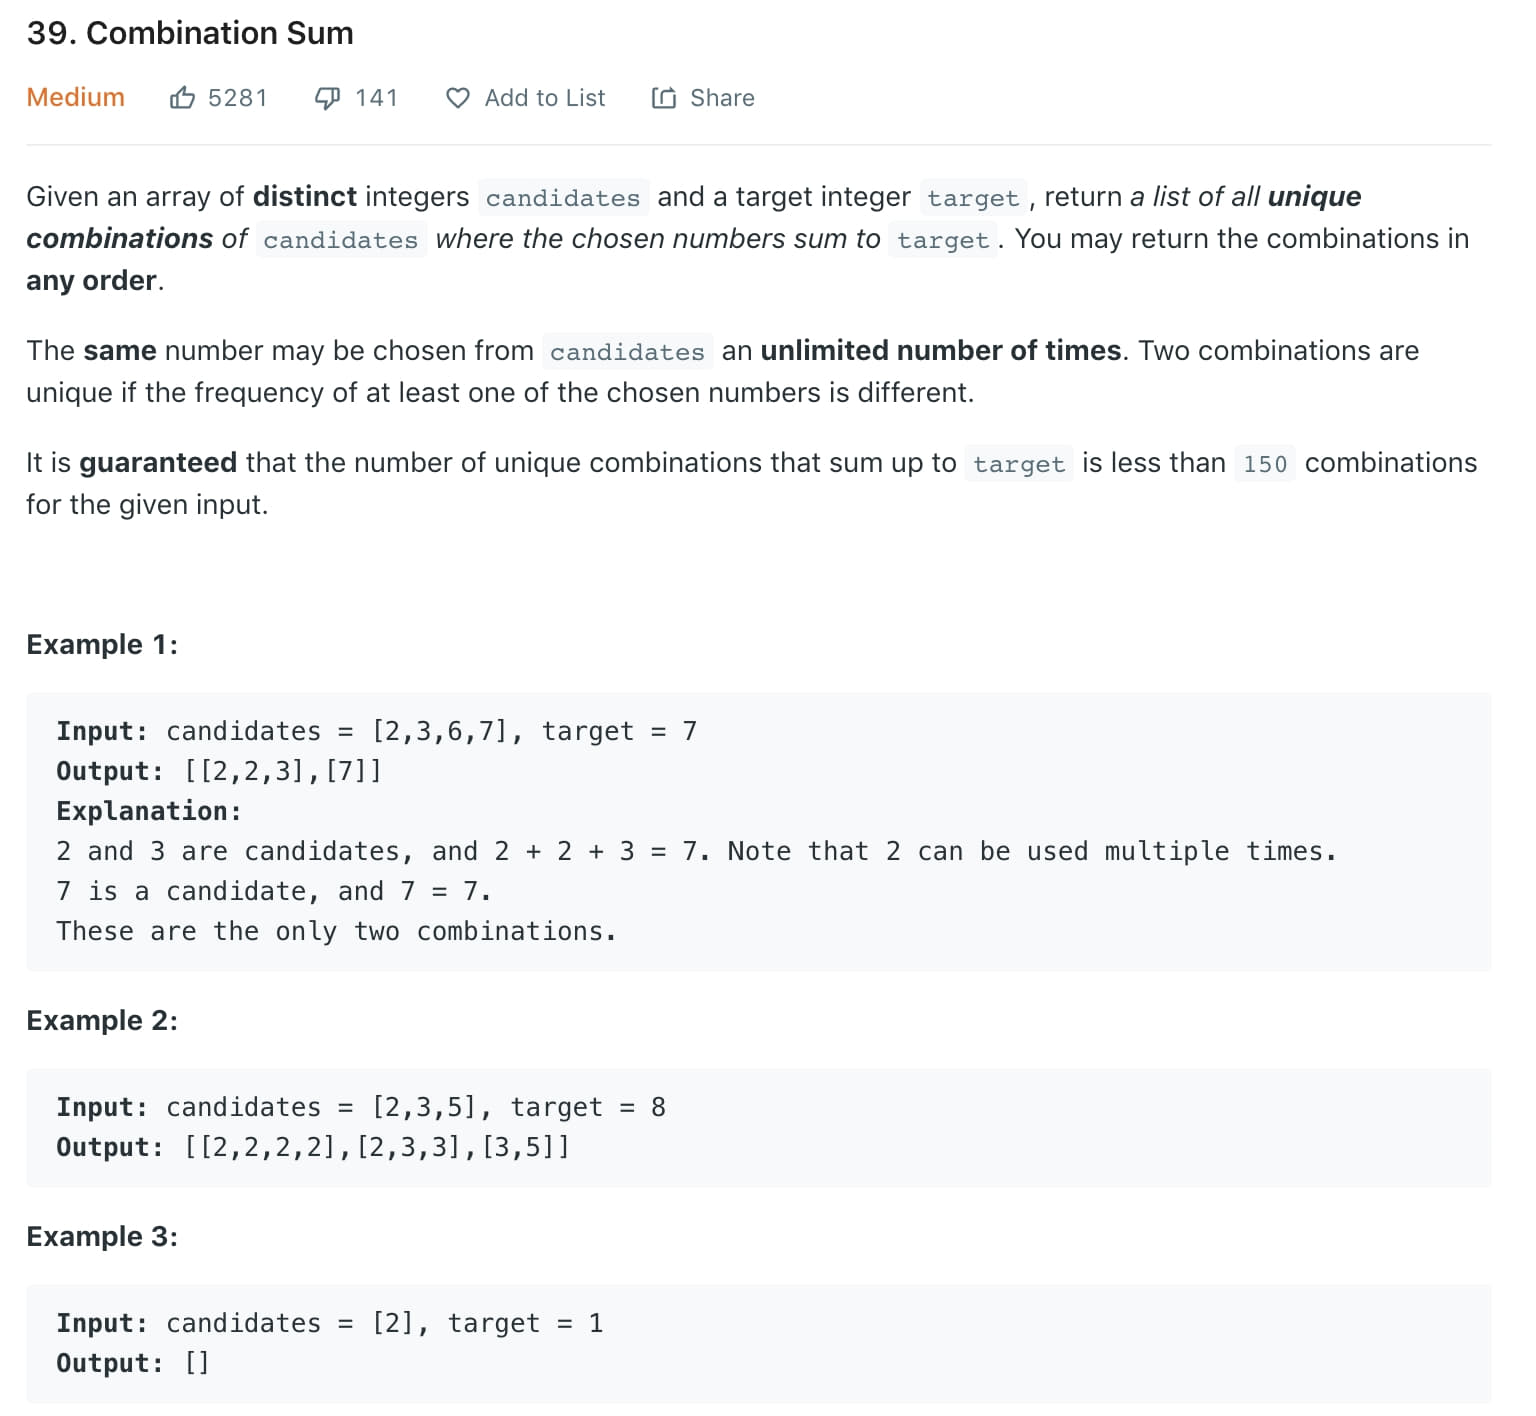 39. Combination Sum
Medium 5281 141 Add to List Share
Given an array of distinct integers candidates and a target integer target , return a list of all unique
combinations of candidates where the chosen numbers sum to target . You may return the combinations in
any order.
The same number may be chosen from candidates an unlimited number of times. Two combinations are
unique if the frequency of at least one of the chosen numbers is different.
It is guaranteed that the number of unique combinations that sum up to target is less than 150 combinations
for the given input.
Example 1:
Input: candidates = [2,3,6,7], target = 7
Output: [[2,2,3],[7]]
Explanation:
2 and 3 are candidates, and 2 + 2 + 3 = 7. Note that 2 can be used multiple times.
7 is a candidate, and 7 = 7.
These are the only two combinations.
Example 2:
Input: candidates = [2,3,5], target = 8
Output: [[2,2,2,2],[2,3,3],[3,5]]
Example 3:
Input: candidates = [2], target = 1
Output: []